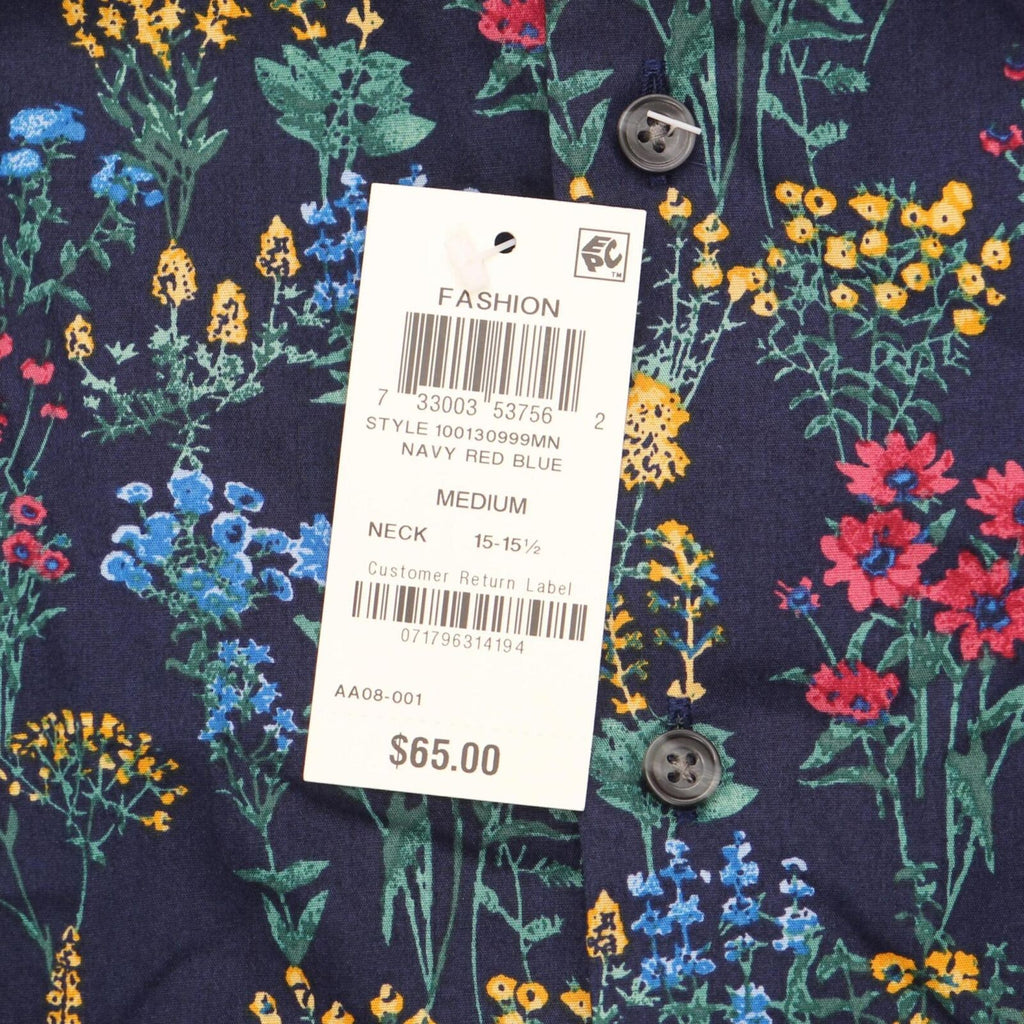 EPC™
FASHION
7 33003 53756 2
STYLE 100130999MN
NAVY RED BLUE
MEDIUM
NECK 15-15½
Customer Return Label
071796314194
AA08-001
$65.00